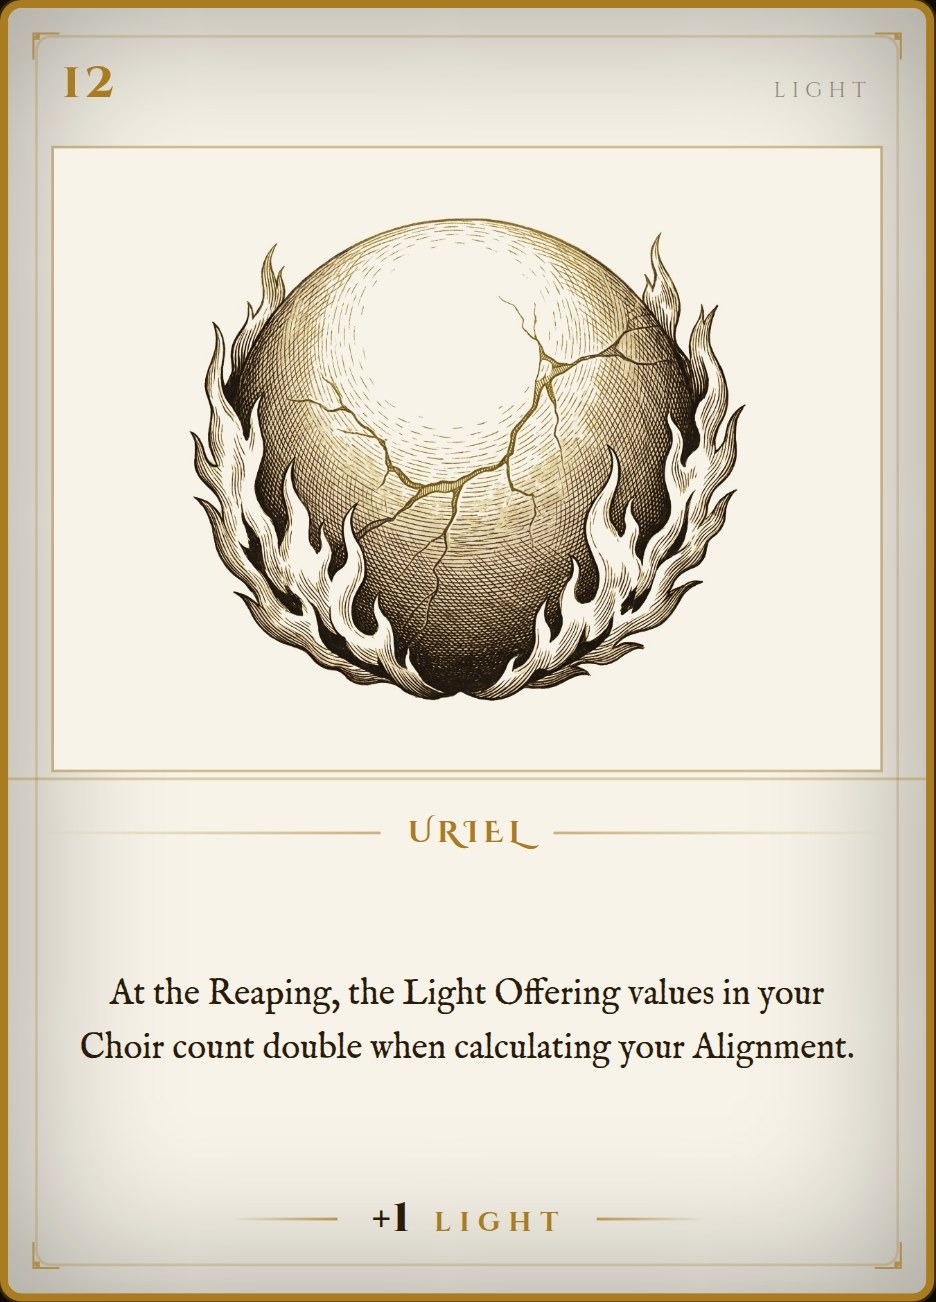 12
LIGHT
URIEL
At the Reaping, the Light Offering values in your
Choir count double when calculating your Alignment.
+1 LIGHT